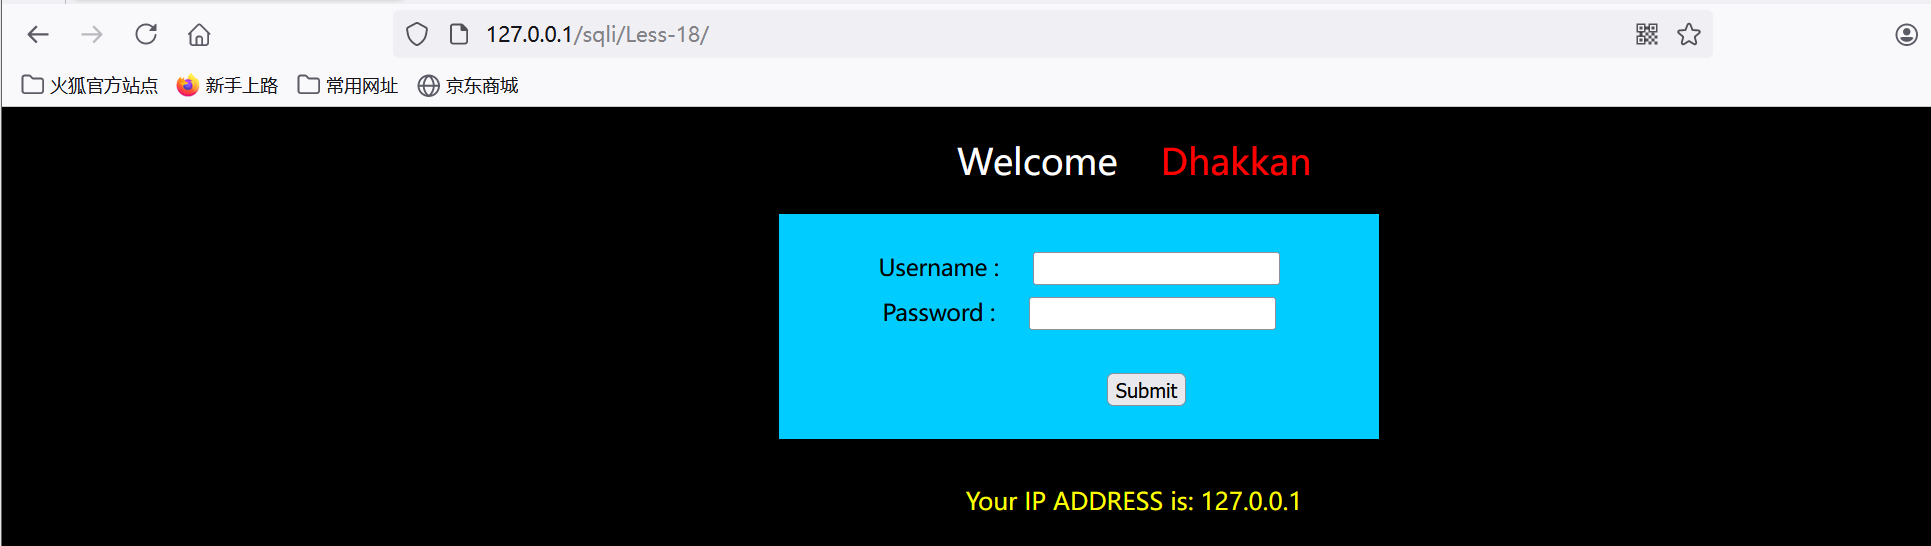 127.0.0.1/sqli/Less-18/
火狐官方站点 新手上路 常用网址 京东商城
Welcome Dhakkan
Username :
Password :
Submit
Your IP ADDRESS is: 127.0.0.1